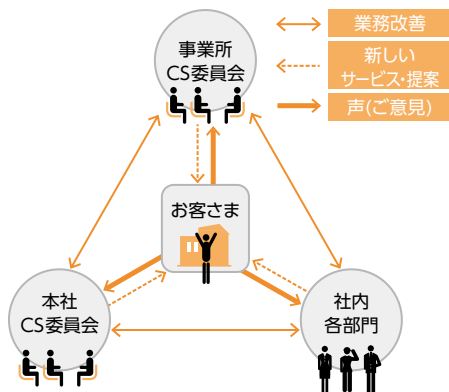 事業所
CS委員会
業務改善
新しい
サービス・提案
声(ご意見)
お客さま
本社
CS委員会
社内
各部門